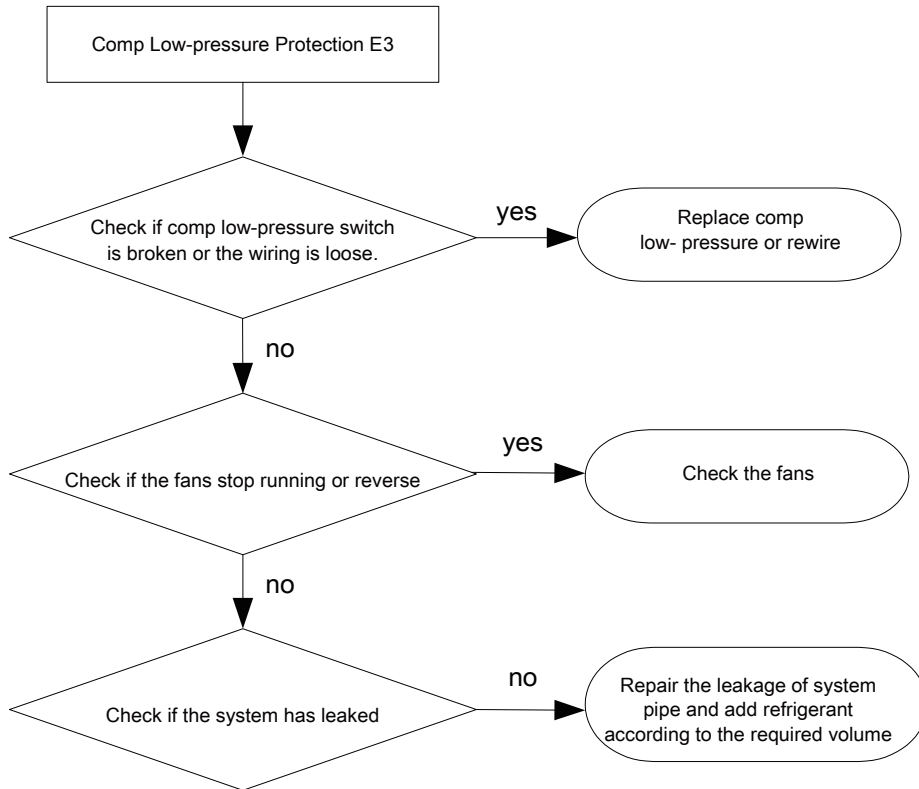 Comp Low-pressure Protection E3
Check if comp low-pressure switch
is broken or the wiring is loose.
yes
Replace comp
low- pressure or rewire
no
Check if the fans stop running or reverse
yes
Check the fans
no
Check if the system has leaked
no
Repair the leakage of system
pipe and add refrigerant
according to the required volume